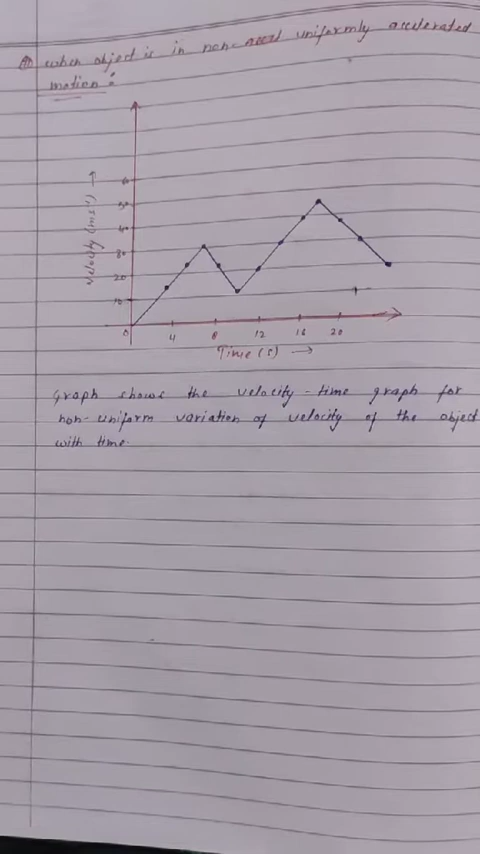 when object is in non- uniformly accelerated
motion :
Velocity (ms⁻¹) →
60
50
40
30
20
10
0 4 8 12 16 20
Time (s) →
Graph shows the velocity - time graph for
non-uniform variation of velocity of the object
with time.